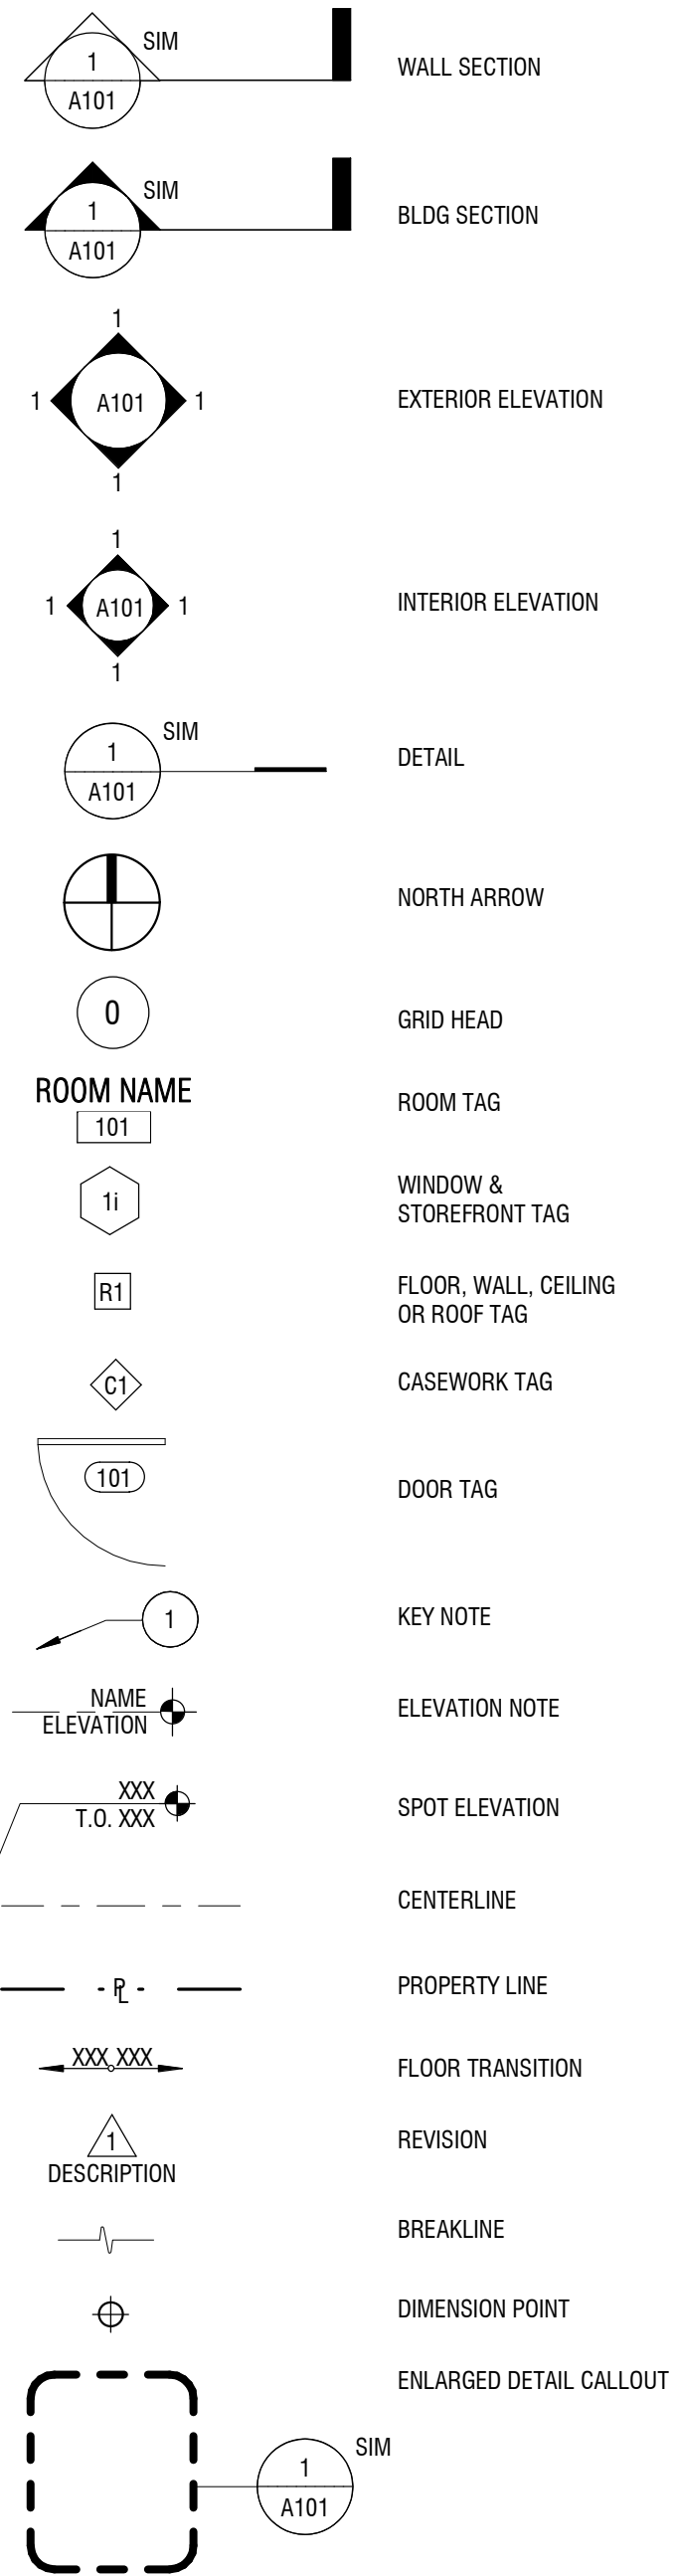 SIM
1
A101
WALL SECTION
SIM
1
A101
BLDG SECTION
1
1 A101 1
1
EXTERIOR ELEVATION
1
1 A101 1
1
INTERIOR ELEVATION
SIM
1
A101
DETAIL
NORTH ARROW
0
GRID HEAD
ROOM NAME
101
ROOM TAG
1i
WINDOW &
STOREFRONT TAG
R1
FLOOR, WALL, CEILING
OR ROOF TAG
C1
CASEWORK TAG
101
DOOR TAG
1
KEY NOTE
NAME
ELEVATION
ELEVATION NOTE
XXX
T.O. XXX
SPOT ELEVATION
CENTERLINE
PL
PROPERTY LINE
XXX XXX
FLOOR TRANSITION
1
DESCRIPTION
REVISION
BREAKLINE
DIMENSION POINT
ENLARGED DETAIL CALLOUT
SIM
1
A101